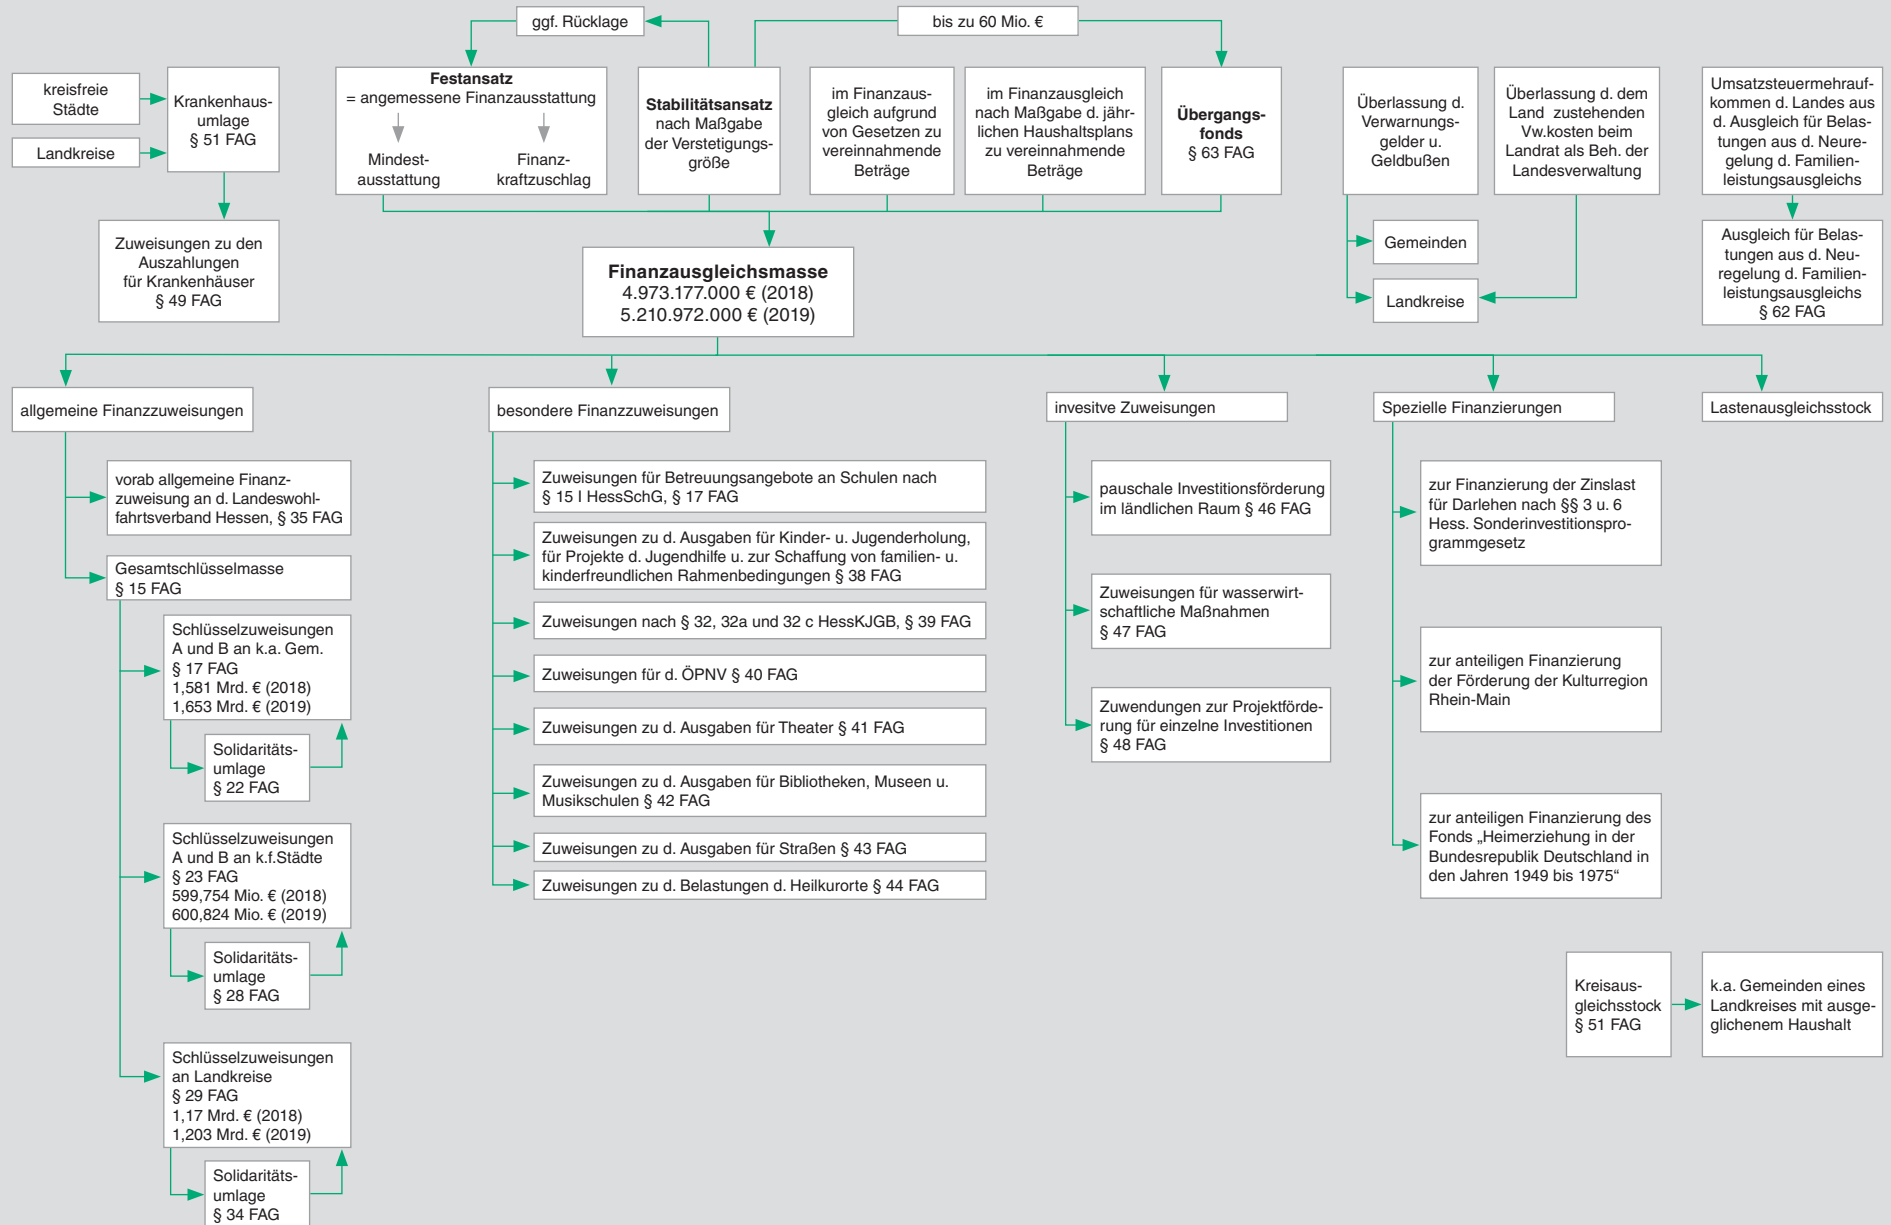 ggf. Rücklage
bis zu 60 Mio. €
kreisfreie
Städte
Landkreise
Krankenhaus-
umlage
§ 51 FAG
Zuweisungen zu den
Auszahlungen
für Krankenhäuser
§ 49 FAG
Festansatz
= angemessene Finanzausstattung
Mindest-
ausstattung
Finanz-
kraftzuschlag
Stabilitätsansatz
nach Maßgabe
der Verstetigungs-
größe
im Finanzaus-
gleich aufgrund
von Gesetzen zu
vereinnahmende
Beträge
im Finanzausgleich
nach Maßgabe d. jähr-
lichen Haushaltsplans
zu vereinnahmende
Beträge
Übergangs-
fonds
§ 63 FAG
Überlassung d.
Verwarnungs-
gelder u.
Geldbußen
Überlassung d. dem
Land zustehenden
Vw.kosten beim
Landrat als Beh. der
Landesverwaltung
Gemeinden
Landkreise
Umsatzsteuermehrauf-
kommen d. Landes aus
d. Ausgleich für Belas-
tungen aus d. Neure-
gelung d. Familien-
leistungsausgleichs
Ausgleich für Belas-
tungen aus d. Neu-
regelung d. Familien-
leistungsausgleichs
§ 62 FAG
Finanzausgleichsmasse
4.973.177.000 € (2018)
5.210.972.000 € (2019)
allgemeine Finanzzuweisungen
vorab allgemeine Finanz-
zuweisung an d. Landeswohl-
fahrtsverband Hessen, § 35 FAG
Gesamtschlüsselmasse
§ 15 FAG
Schlüsselzuweisungen
A und B an k.a. Gem.
§ 17 FAG
1,581 Mrd. € (2018)
1,653 Mrd. € (2019)
Solidaritäts-
umlage
§ 22 FAG
Schlüsselzuweisungen
A und B an k.f.Städte
§ 23 FAG
599,754 Mio. € (2018)
600,824 Mio. € (2019)
Solidaritäts-
umlage
§ 28 FAG
Schlüsselzuweisungen
an Landkreise
§ 29 FAG
1,17 Mrd. € (2018)
1,203 Mrd. € (2019)
Solidaritäts-
umlage
§ 34 FAG
besondere Finanzzuweisungen
Zuweisungen für Betreuungsangebote an Schulen nach
§ 15 I HessSchG, § 17 FAG
Zuweisungen zu d. Ausgaben für Kinder- u. Jugenderholung,
für Projekte d. Jugendhilfe u. zur Schaffung von familien- u.
kinderfreundlichen Rahmenbedingungen § 38 FAG
Zuweisungen nach § 32, 32a und 32 c HessKJGB, § 39 FAG
Zuweisungen für d. ÖPNV § 40 FAG
Zuweisungen zu d. Ausgaben für Theater § 41 FAG
Zuweisungen zu d. Ausgaben für Bibliotheken, Museen u.
Musikschulen § 42 FAG
Zuweisungen zu d. Ausgaben für Straßen § 43 FAG
Zuweisungen zu d. Belastungen d. Heilkurorte § 44 FAG
invesitve Zuweisungen
pauschale Investitionsförderung
im ländlichen Raum § 46 FAG
Zuweisungen für wasserwirt-
schaftliche Maßnahmen
§ 47 FAG
Zuwendungen zur Projektförde-
rung für einzelne Investitionen
§ 48 FAG
Spezielle Finanzierungen
zur Finanzierung der Zinslast
für Darlehen nach §§ 3 u. 6
Hess. Sonderinvestitionspro-
grammgesetz
zur anteiligen Finanzierung
der Förderung der Kulturregion
Rhein-Main
zur anteiligen Finanzierung des
Fonds „Heimerziehung in der
Bundesrepublik Deutschland in
den Jahren 1949 bis 1975“
Lastenausgleichsstock
Kreisaus-
gleichsstock
§ 51 FAG
k.a. Gemeinden eines
Landkreises mit ausge-
glichenem Haushalt